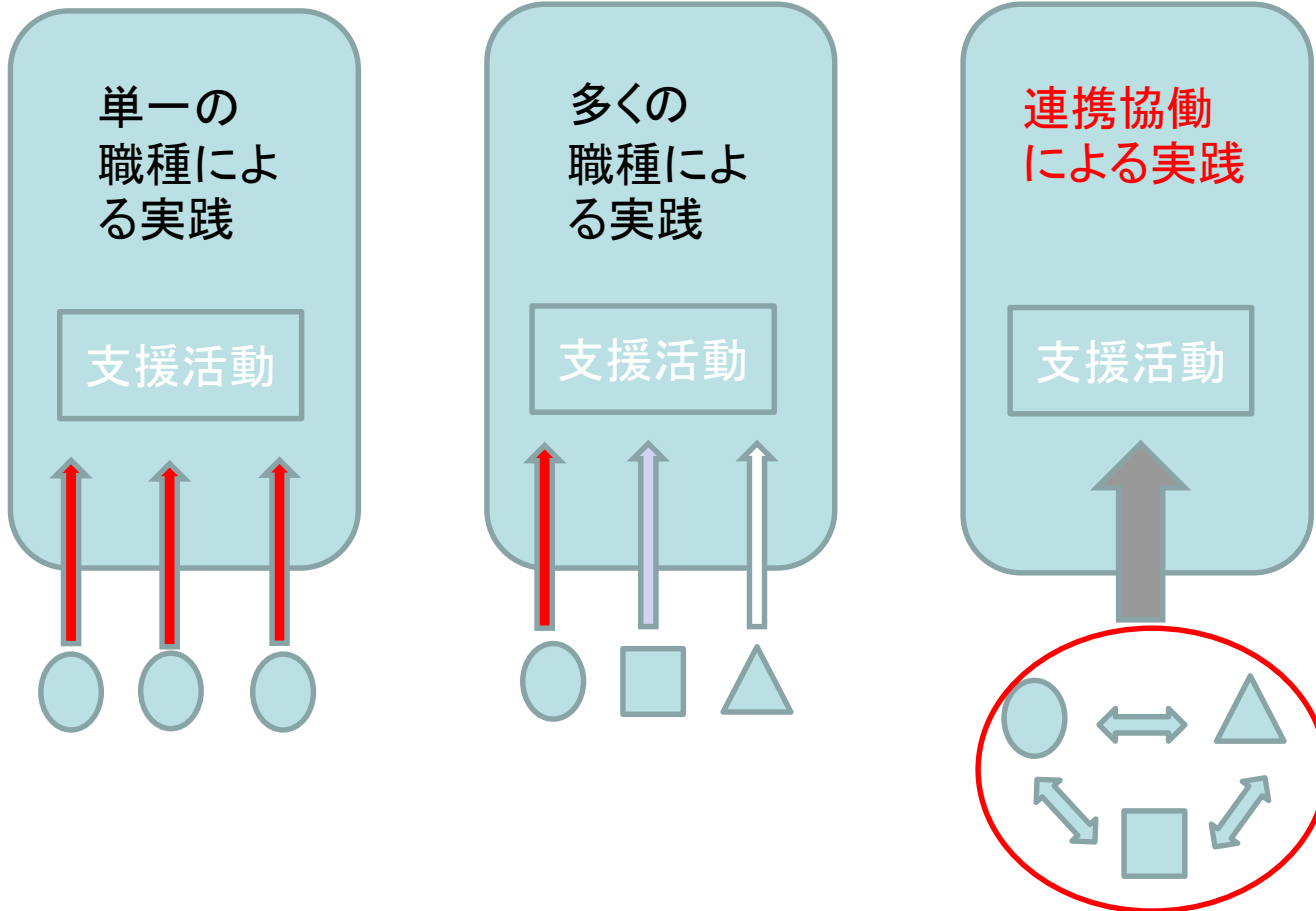 単一の
職種によ
る実践
支援活動
多くの
職種によ
る実践
支援活動
連携協働
による実践
支援活動